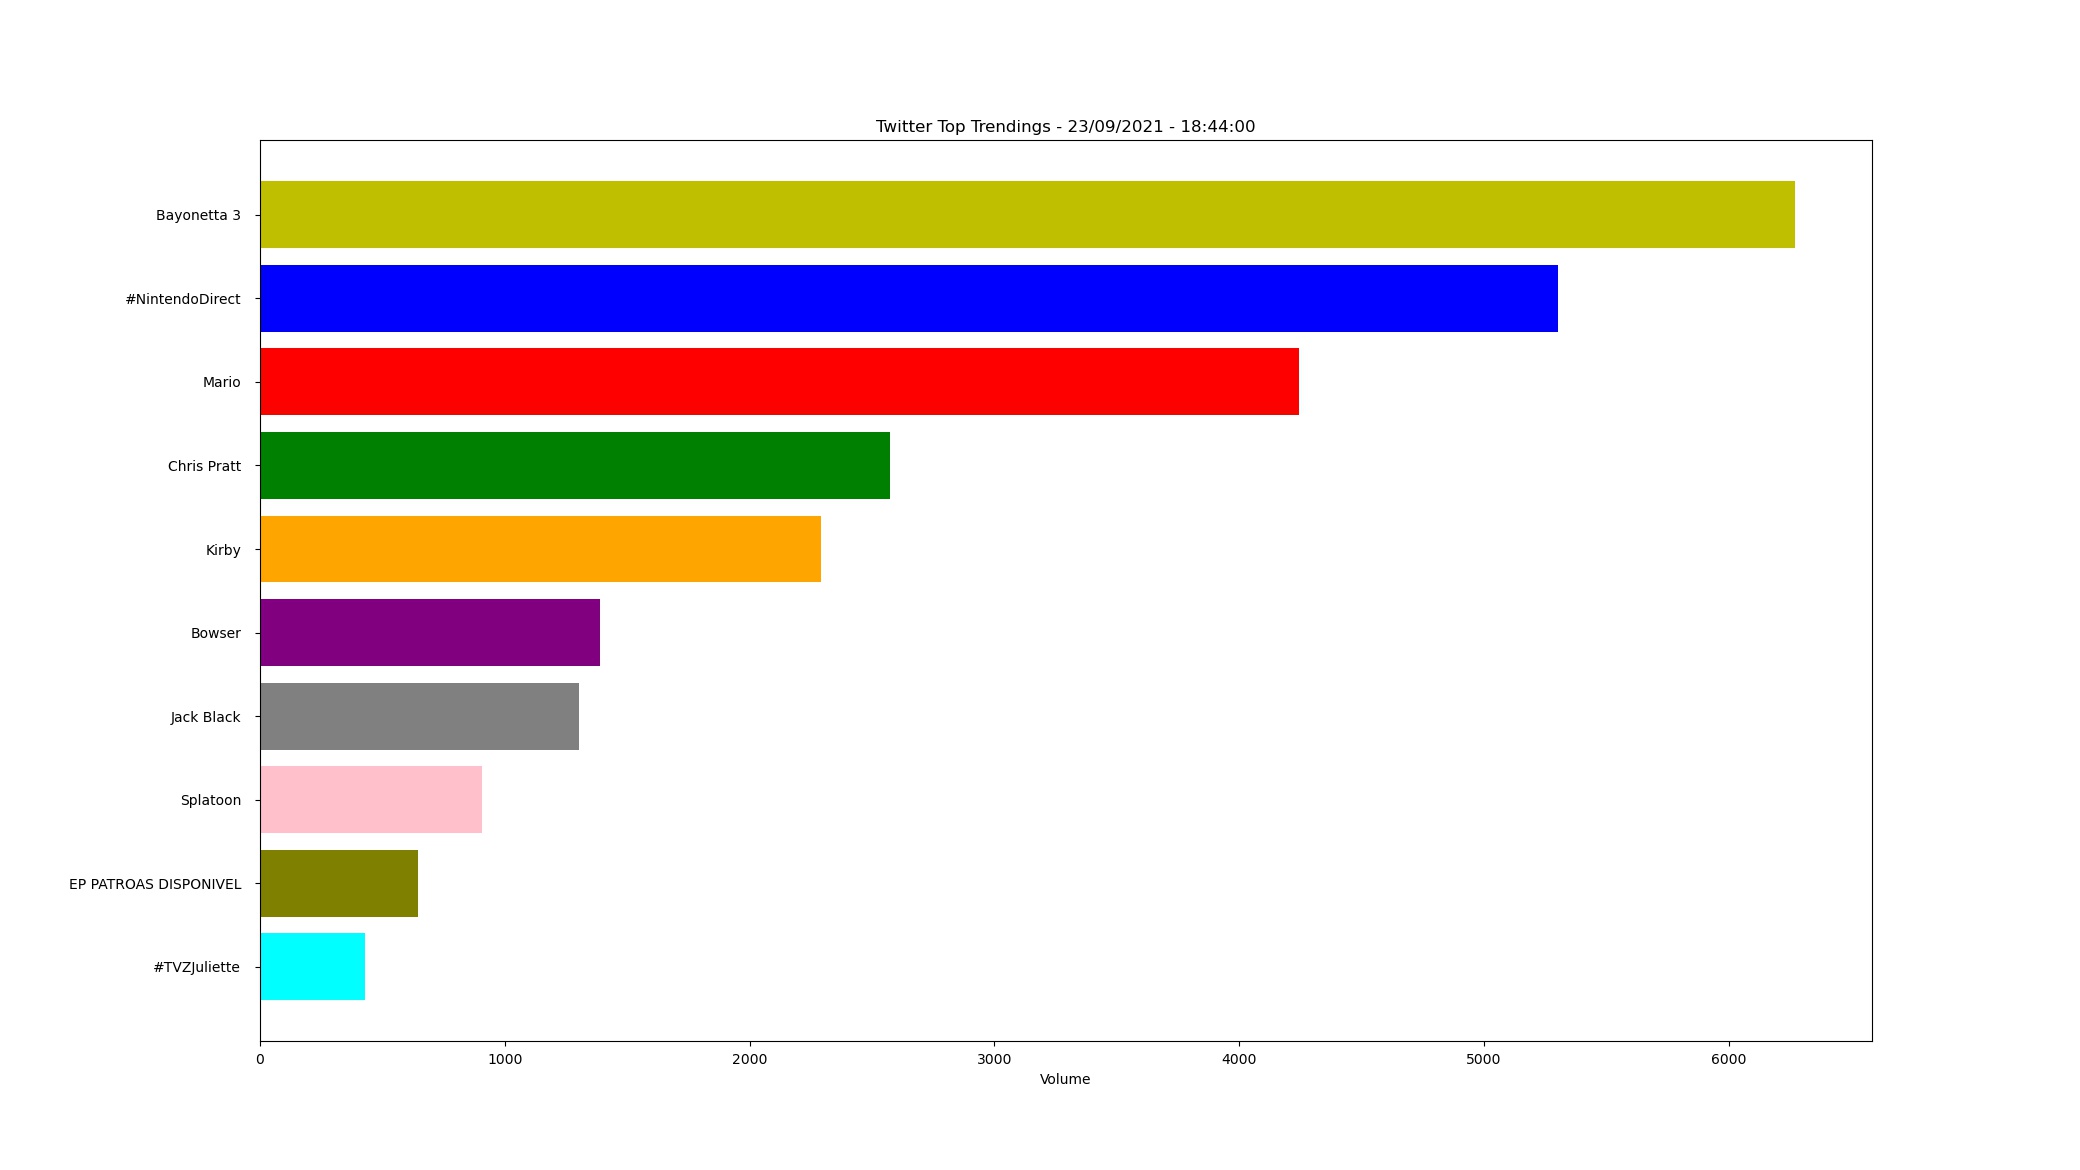 Twitter Top Trendings - 23/09/2021 - 18:44:00
Bayonetta 3
#NintendoDirect
Mario
Chris Pratt
Kirby
Bowser
Jack Black
Splatoon
EP PATROAS DISPONIVEL
#TVZJuliette
0 1000 2000 3000 4000 5000 6000
Volume